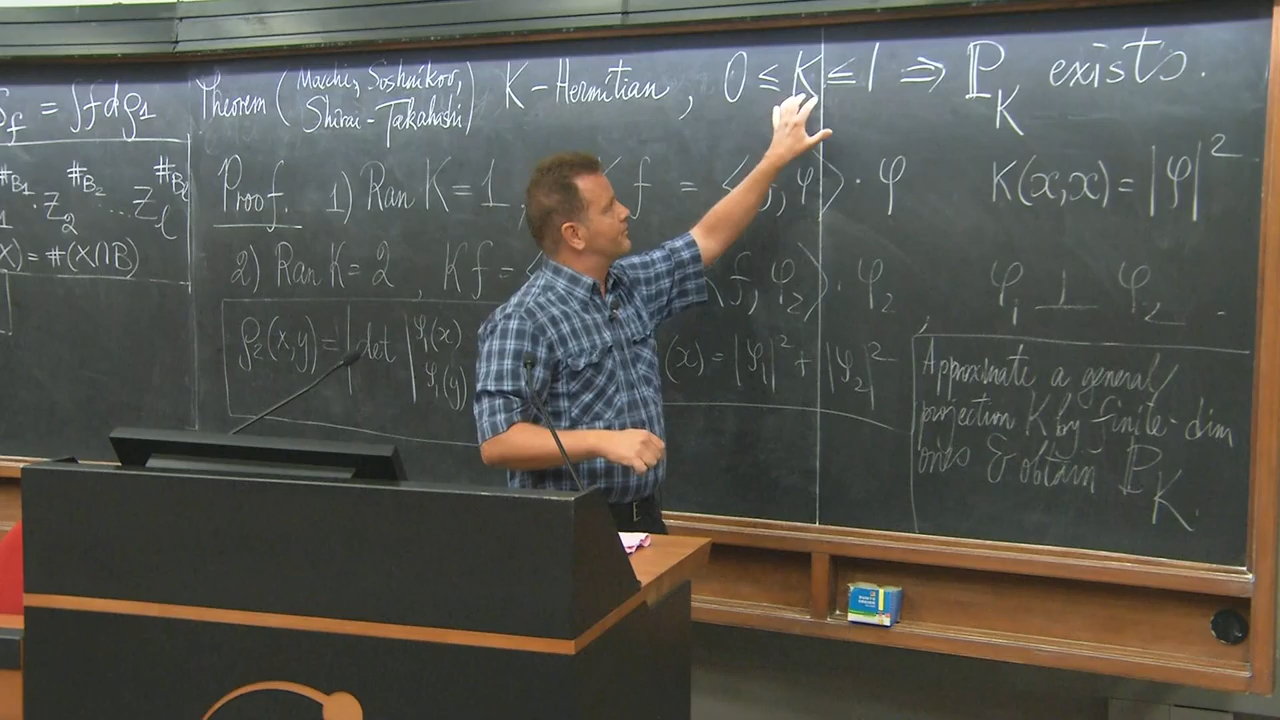 S_f = ∫f dρ_1
#B_1 #B_2 #B_ℓ
1 · Z_2 ... Z_ℓ
X) = #(X∩B)
Theorem (Macchi, Soshnikov, Shirai-Takahashi) K-Hermitian, 0 ≤ K ≤ 1 ⇒ ℙ_K exists.
Proof. 1) Ran K = 1, K f = ⟨f, φ⟩ · φ K(x,x) = |φ|^2
2) Ran K = 2, K f = ⟨ ⟨f, φ_2⟩ · φ_2 φ_1 ⊥ φ_2.
ρ_2(x,y) = |det |φ_1(x)
φ_1(y)
(x) = |φ_1|^2 + |φ_2|^2
Approximate a general
projection K by finite-dim
ones & obtain ℙ_K.